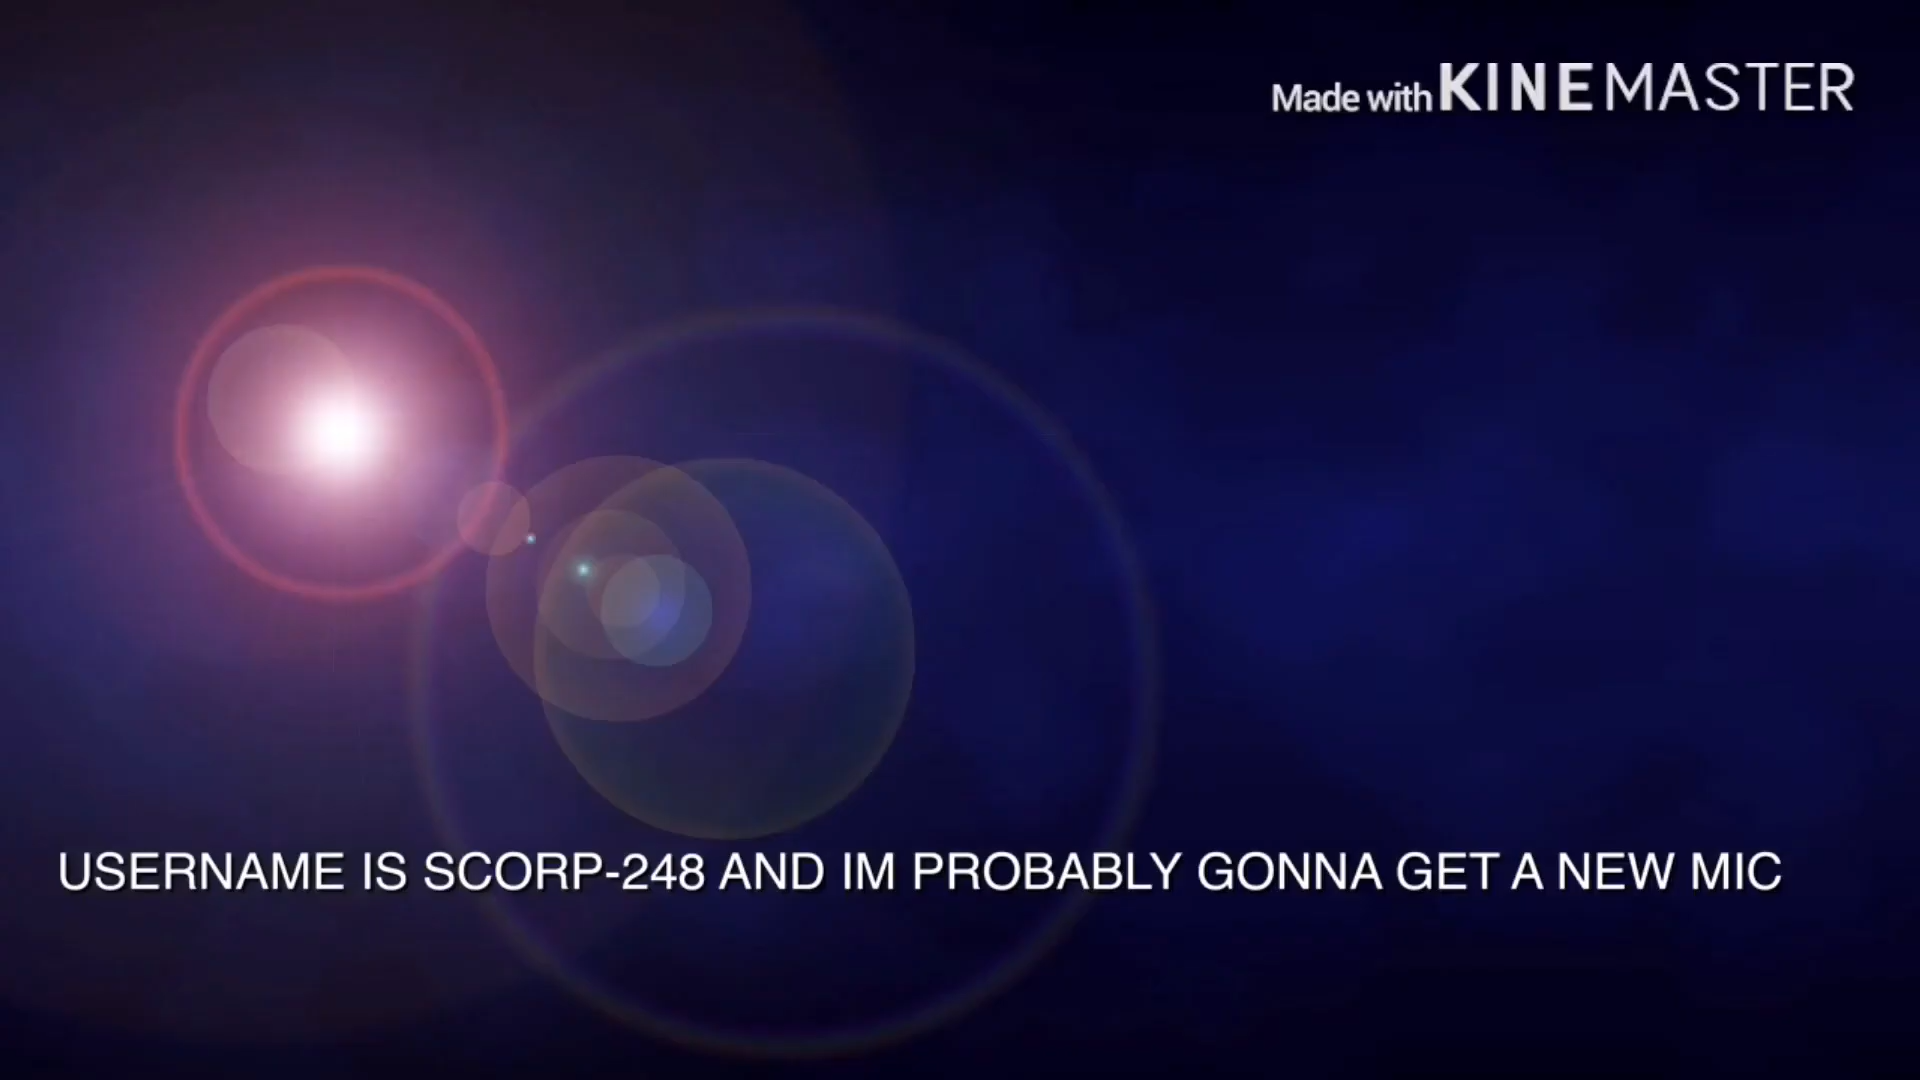 Made with KINEMASTER
USERNAME IS SCORP-248 AND IM PROBABLY GONNA GET A NEW MIC